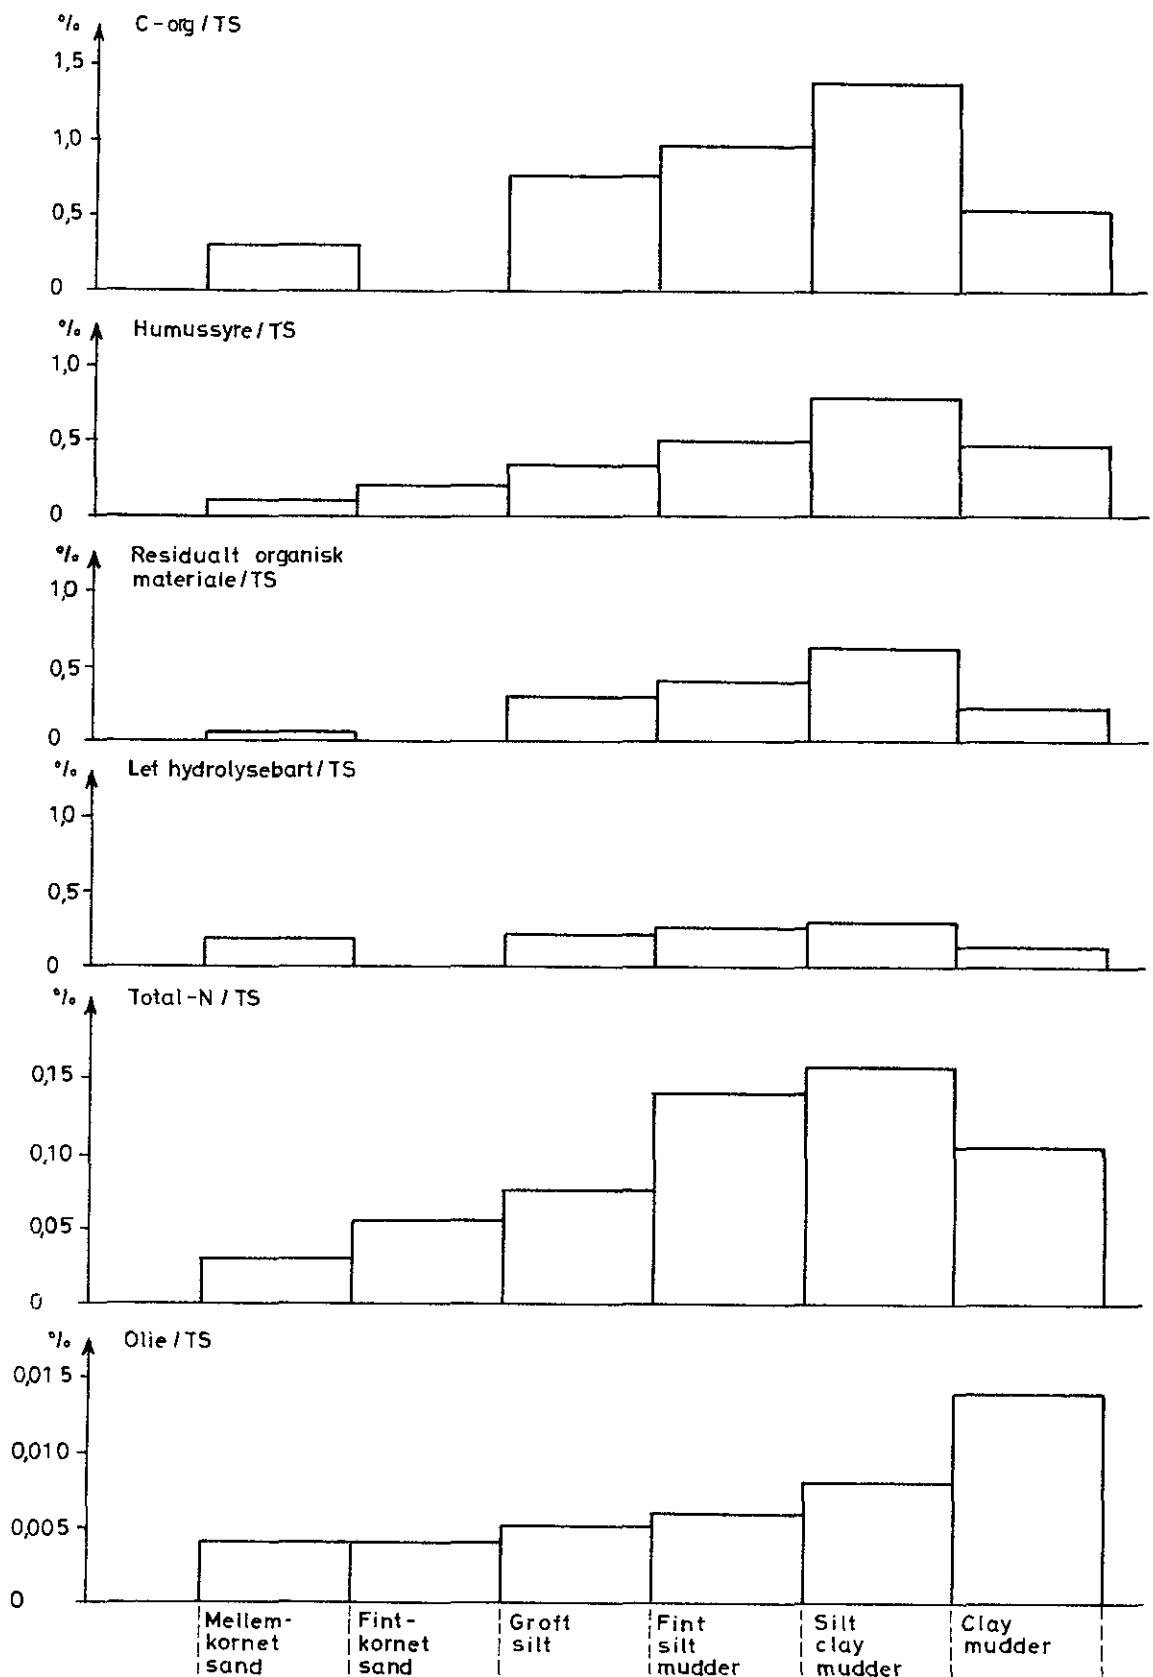 % C-org / TS
1,5
1,0
0,5
0
% Humussyre / TS
1,0
0,5
0
% Residualt organisk
materiale / TS
1,0
0,5
0
% Let hydrolysebart / TS
1,0
0,5
0
% Total-N / TS
0,15
0,10
0,05
0
% Olie / TS
0,015
0,010
0,005
0
Mellem- Fint- Groft Fint Silt Clay
kornet kornet silt silt clay mudder
sand sand mudder mudder